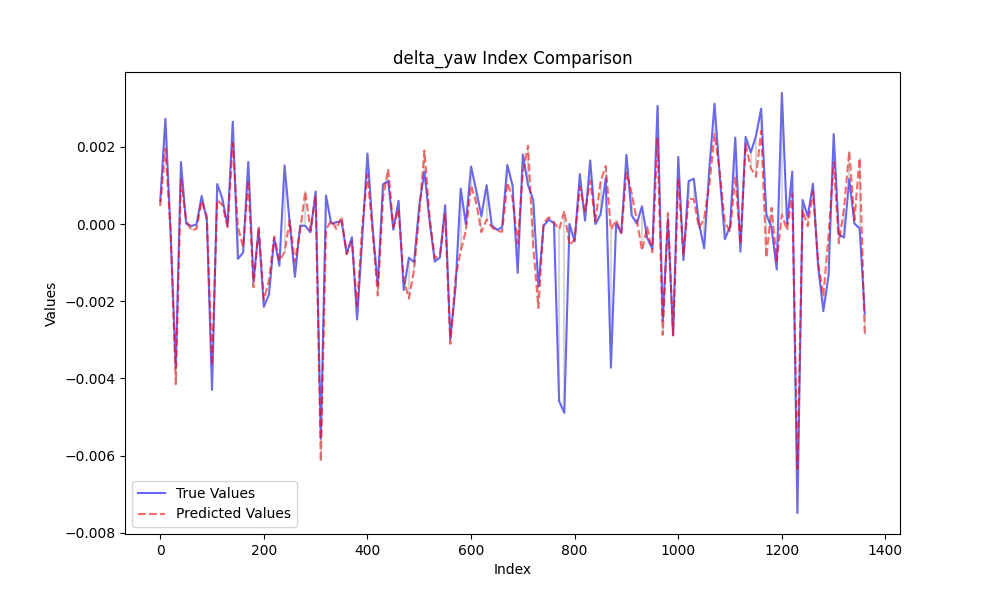 delta_yaw Index Comparison
Values
0.002
0.000
−0.002
−0.004
−0.006
−0.008
True Values
Predicted Values
0 200 400 600 800 1000 1200 1400
Index